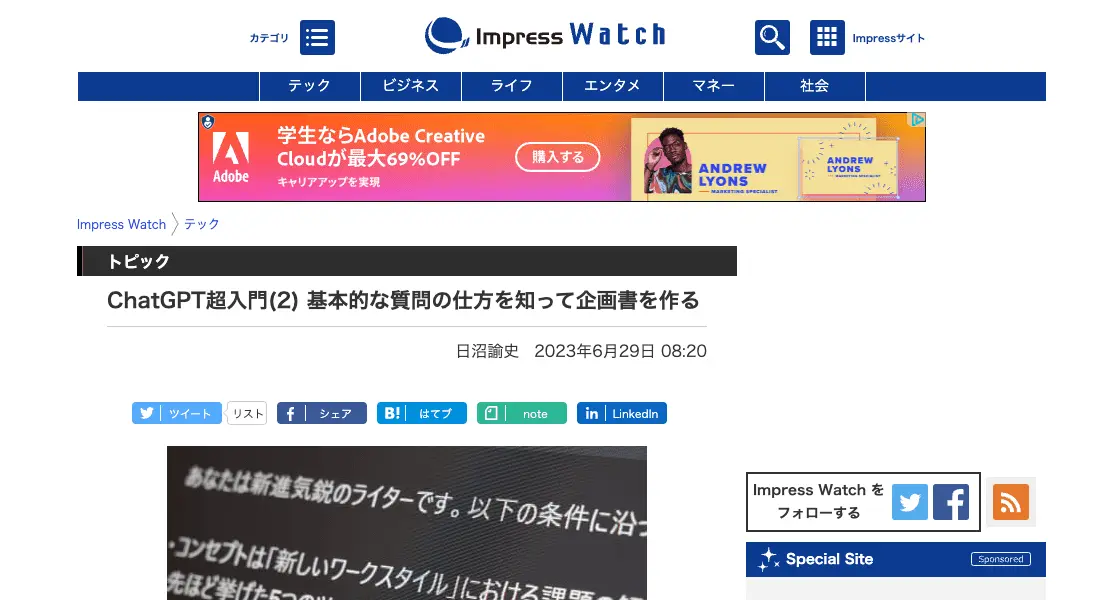 カテゴリ
Impress Watch
Impressサイト
テック
ビジネス
ライフ
エンタメ
マネー
社会
Adobe
学生ならAdobe Creative
Cloudが最大69%OFF
キャリアアップを実現
購入する
ANDREW
LYONS
MARKETING SPECIALIST
ANDREW
LYONS
MARKETING SPECIALIST
Impress Watch
テック
トピック
ChatGPT超入門(2) 基本的な質問の仕方を知って企画書を作る
日沼諭史 2023年6月29日 08:20
ツイート
リスト
シェア
B! はてブ
note
in LinkedIn
あなたは新進気鋭のライターです。以下の条件に沿っ
・コンセプトは「新しいワークスタイル」における課題の
先ほど挙げた5つの
Impress Watch を
フォローする
Special Site
Sponsored